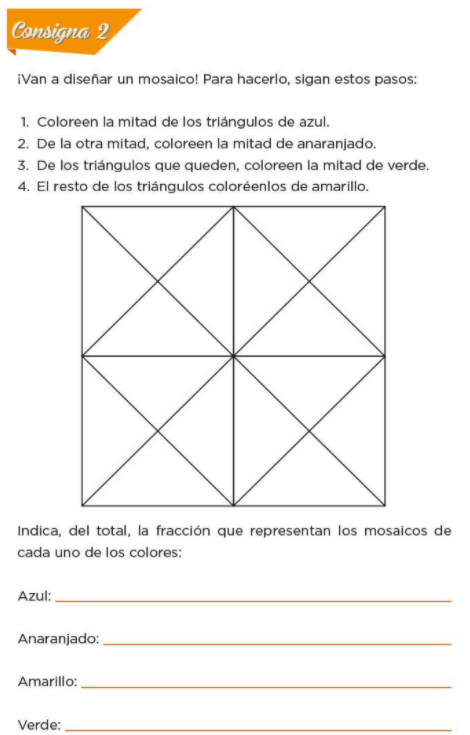 Consigna 2
¡Van a diseñar un mosaico! Para hacerlo, sigan estos pasos:
1. Coloreen la mitad de los triángulos de azul.
2. De la otra mitad, coloreen la mitad de anaranjado.
3. De los triángulos que queden, coloreen la mitad de verde.
4. El resto de los triángulos coloréenlos de amarillo.
Indica, del total, la fracción que representan los mosaicos de
cada uno de los colores:
Azul:
Anaranjado:
Amarillo:
Verde: